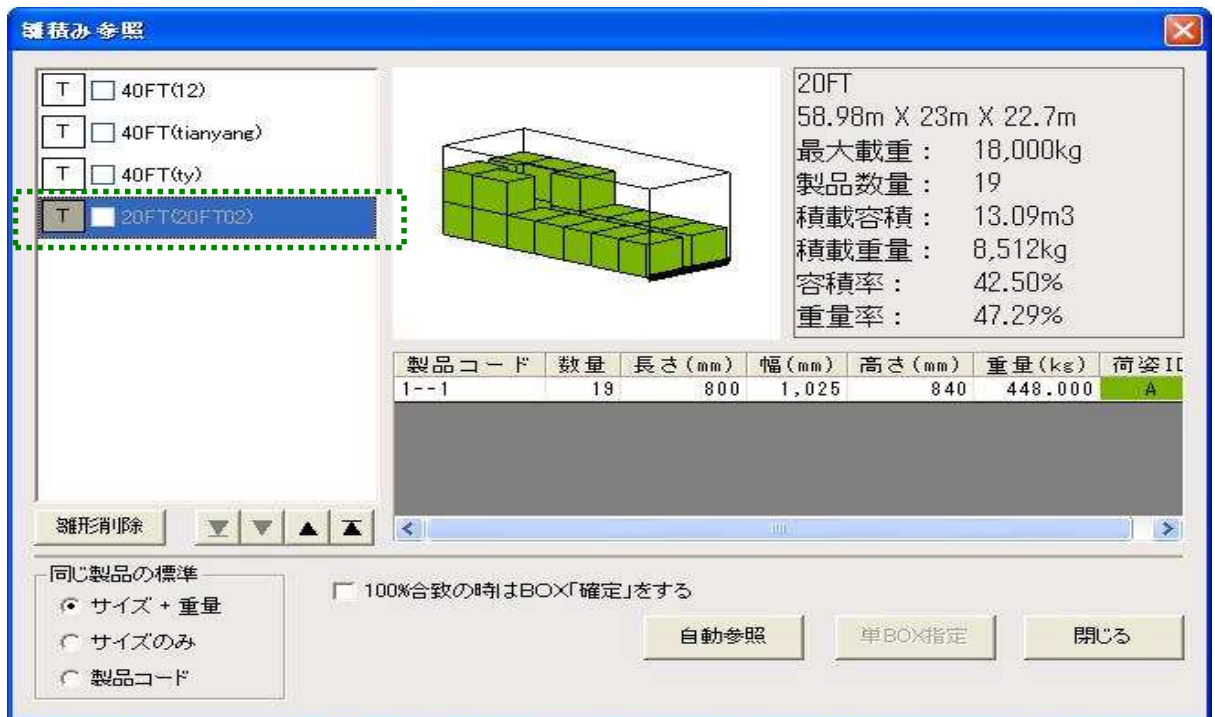 雛積み参照
T 40FT(12)
T 40FT(tianyang)
T 40FT(ty)
T 20FT(20FT02)
20FT
58.98m X 23m X 22.7m
最大載重： 18,000kg
製品数量： 19
積載容積： 13.09m3
積載重量： 8,512kg
容積率： 42.50%
重量率： 47.29%
製品コード 数量 長さ(mm) 幅(mm) 高さ(mm) 重量(kg) 荷姿ID
1--1 19 800 1,025 840 448.000 A
雛形削除
同じ製品の標準
サイズ + 重量
サイズのみ
製品コード
100%合致の時はBOX「確定」をする
自動参照 単BOX指定 閉じる